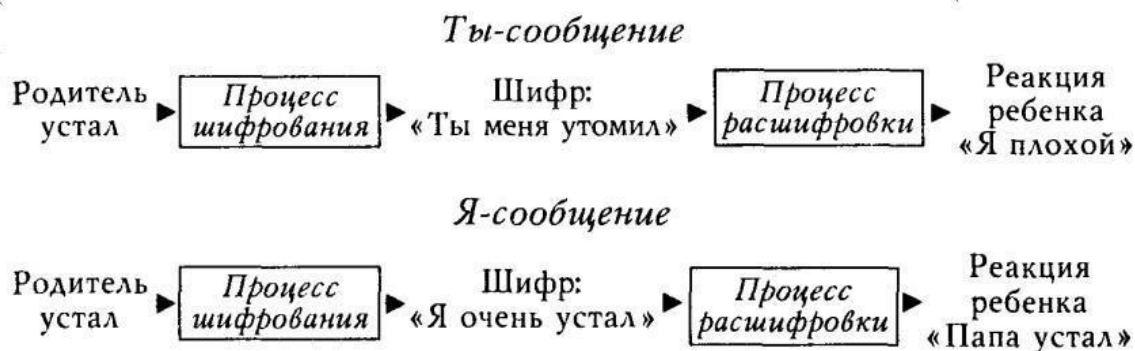 Ты-сообщение
Родитель устал
Процесс шифрования
Шифр: «Ты меня утомил»
Процесс расшифровки
Реакция ребенка «Я плохой»
Я-сообщение
Родитель устал
Процесс шифрования
Шифр: «Я очень устал»
Процесс расшифровки
Реакция ребенка «Папа устал»